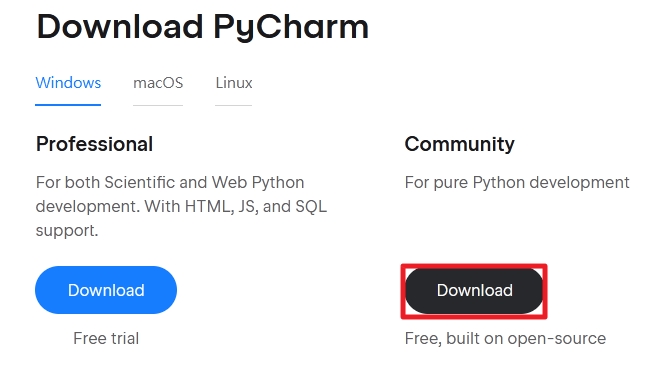 Download PyCharm
Windows macOS Linux
Professional
For both Scientific and Web Python
development. With HTML, JS, and SQL
support.
Download
Free trial
Community
For pure Python development
Download
Free, built on open-source